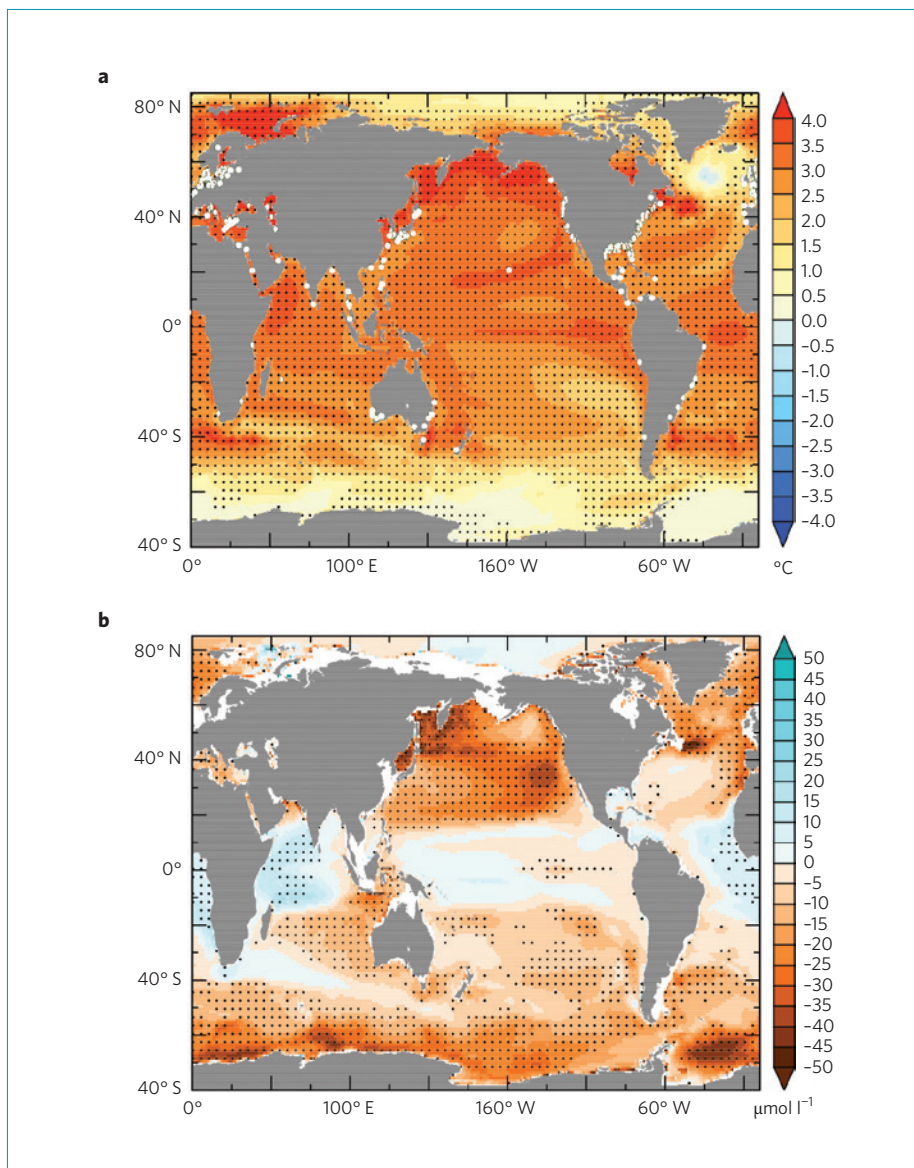 a
80° N
40° N
0°
40° S
40° S
0°
100° E
160° W
60° W
4.0
3.5
3.0
2.5
2.0
1.5
1.0
0.5
0.0
–0.5
–1.0
–1.5
–2.0
–2.5
–3.0
–3.5
–4.0
°C
b
80° N
40° N
0°
40° S
40° S
0°
100° E
160° W
60° W
50
45
40
35
30
25
20
15
10
5
0
–5
–10
–15
–20
–25
–30
–35
–40
–45
–50
μmol l⁻¹